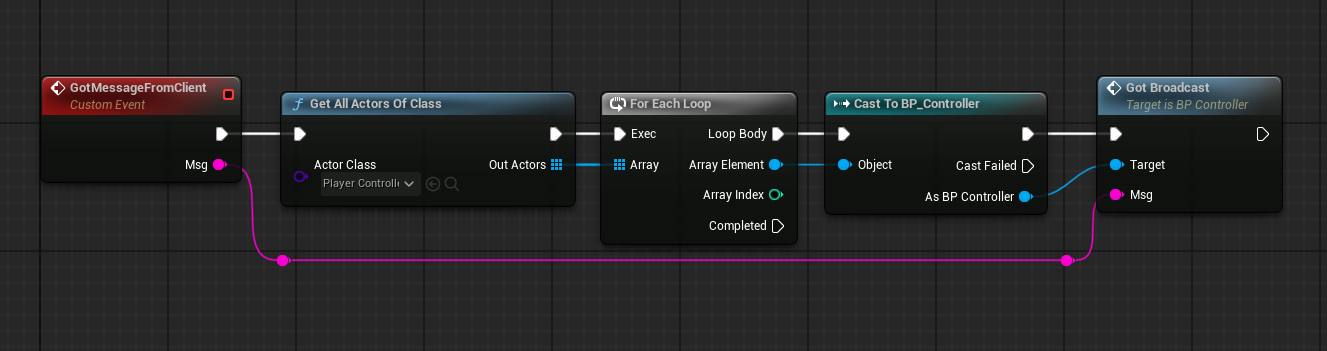 GotMessageFromClient
Custom Event
Msg
Get All Actors Of Class
Actor Class
Player Controlle
Out Actors
For Each Loop
Exec
Loop Body
Array
Array Element
Array Index
Completed
Cast To BP_Controller
Object
Cast Failed
As BP Controller
Got Broadcast
Target is BP Controller
Target
Msg